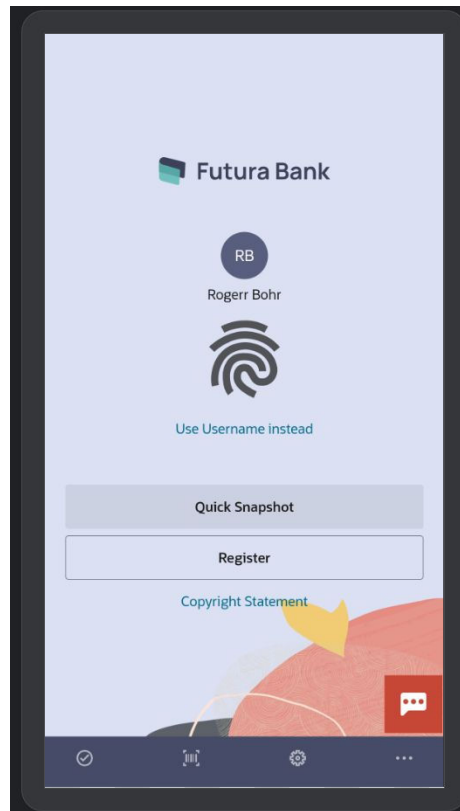 Futura Bank
RB
Rogerr Bohr
Use Username instead
Quick Snapshot
Register
Copyright Statement